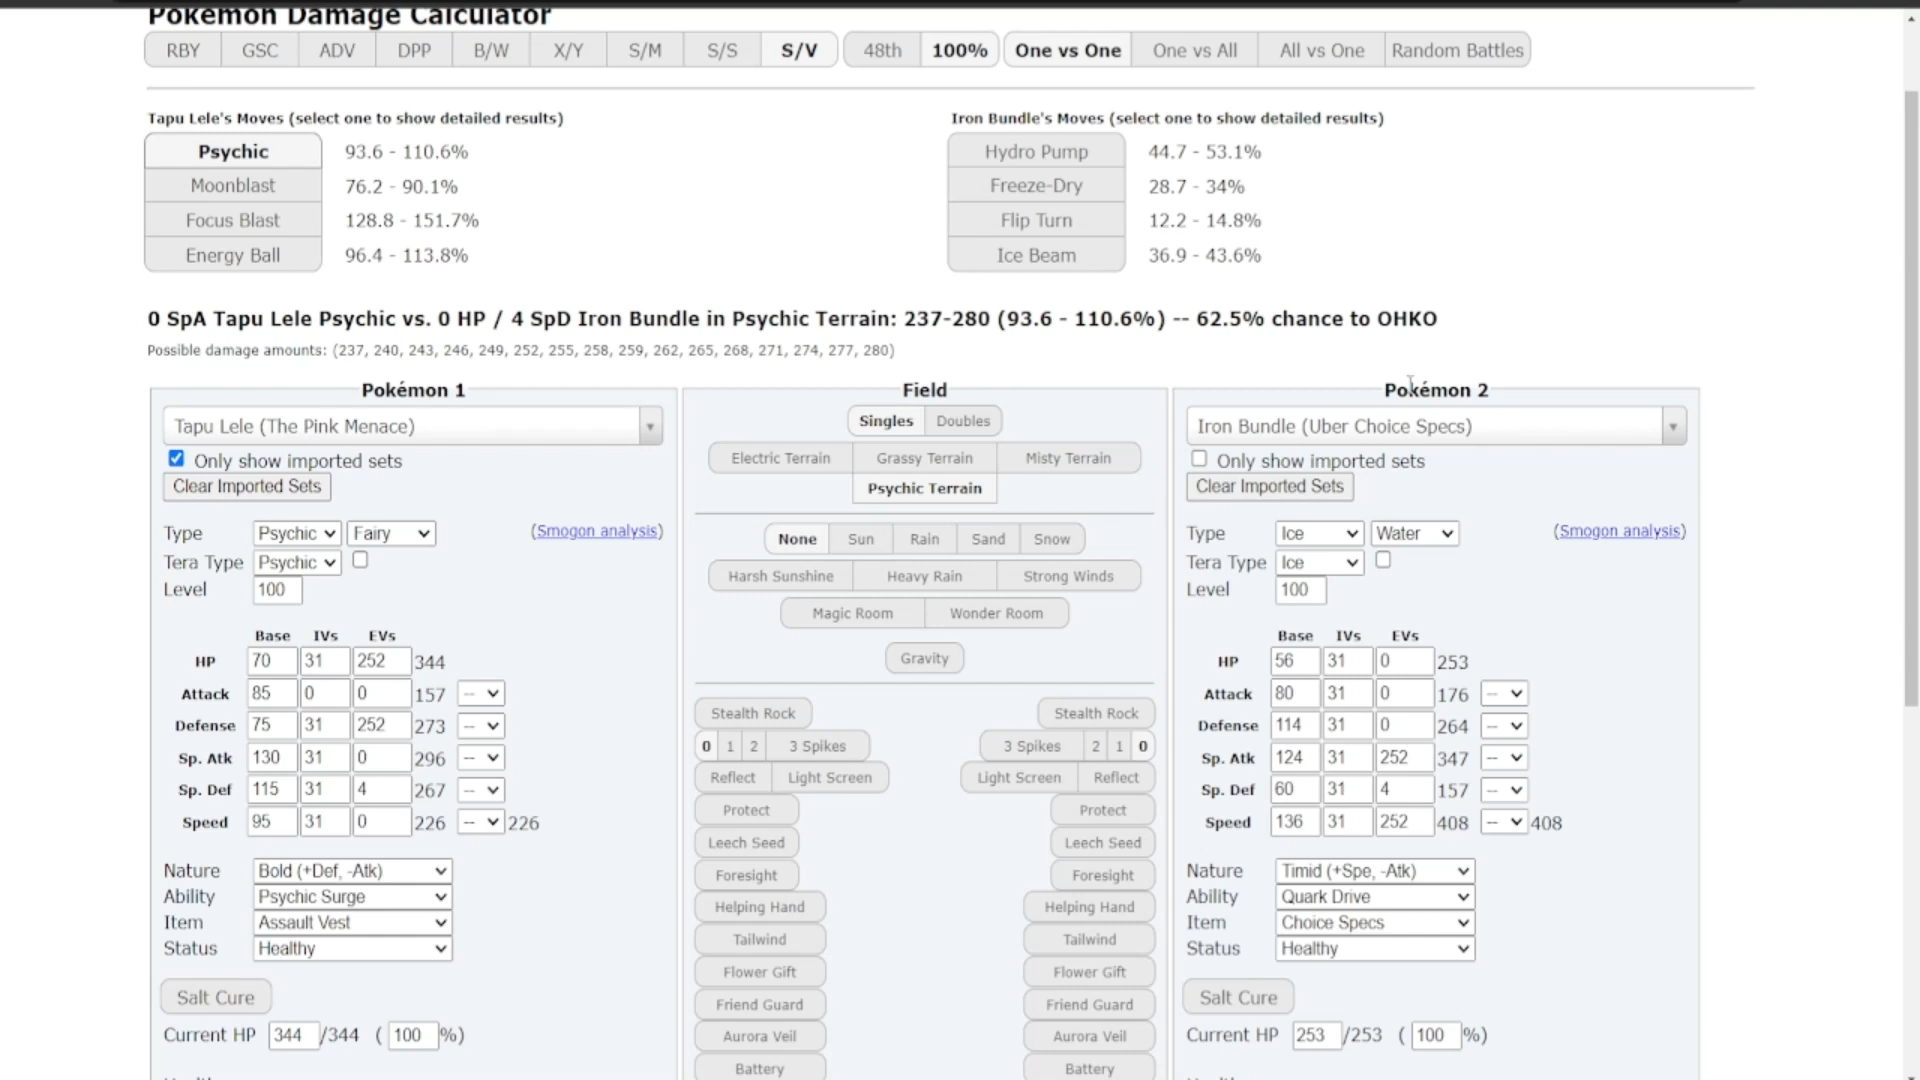 Pokémon Damage Calculator
RBY GSC ADV DPP B/W X/Y S/M S/S S/V 48th 100% One vs One One vs All All vs One Random Battles
Tapu Lele's Moves (select one to show detailed results)
Psychic 93.6 - 110.6%
Moonblast 76.2 - 90.1%
Focus Blast 128.8 - 151.7%
Energy Ball 96.4 - 113.8%
Iron Bundle's Moves (select one to show detailed results)
Hydro Pump 44.7 - 53.1%
Freeze-Dry 28.7 - 34%
Flip Turn 12.2 - 14.8%
Ice Beam 36.9 - 43.6%
0 SpA Tapu Lele Psychic vs. 0 HP / 4 SpD Iron Bundle in Psychic Terrain: 237-280 (93.6 - 110.6%) -- 62.5% chance to OHKO
Possible damage amounts: (237, 240, 243, 246, 249, 252, 255, 258, 259, 262, 265, 268, 271, 274, 277, 280)
Pokémon 1
Tapu Lele (The Pink Menace)
Only show imported sets
Clear Imported Sets
Type Psychic Fairy (Smogon analysis)
Tera Type Psychic
Level 100
Base IVs EVs
HP 70 31 252 344
Attack 85 0 0 157 --
Defense 75 31 252 273 --
Sp. Atk 130 31 0 296 --
Sp. Def 115 31 4 267 --
Speed 95 31 0 226 -- 226
Nature Bold (+Def, -Atk)
Ability Psychic Surge
Item Assault Vest
Status Healthy
Salt Cure
Current HP 344 /344 ( 100 %)
Field
Singles Doubles
Electric Terrain Grassy Terrain Misty Terrain
Psychic Terrain
None Sun Rain Sand Snow
Harsh Sunshine Heavy Rain Strong Winds
Magic Room Wonder Room
Gravity
Stealth Rock Stealth Rock
0 1 2 3 Spikes 3 Spikes 2 1 0
Reflect Light Screen Light Screen Reflect
Protect Protect
Leech Seed Leech Seed
Foresight Foresight
Helping Hand Helping Hand
Tailwind Tailwind
Flower Gift Flower Gift
Friend Guard Friend Guard
Aurora Veil Aurora Veil
Battery Battery
Pokémon 2
Iron Bundle (Uber Choice Specs)
Only show imported sets
Clear Imported Sets
Type Ice Water (Smogon analysis)
Tera Type Ice
Level 100
Base IVs EVs
HP 56 31 0 253
Attack 80 31 0 176 --
Defense 114 31 0 264 --
Sp. Atk 124 31 252 347 --
Sp. Def 60 31 4 157 --
Speed 136 31 252 408 -- 408
Nature Timid (+Spe, -Atk)
Ability Quark Drive
Item Choice Specs
Status Healthy
Salt Cure
Current HP 253 /253 ( 100 %)